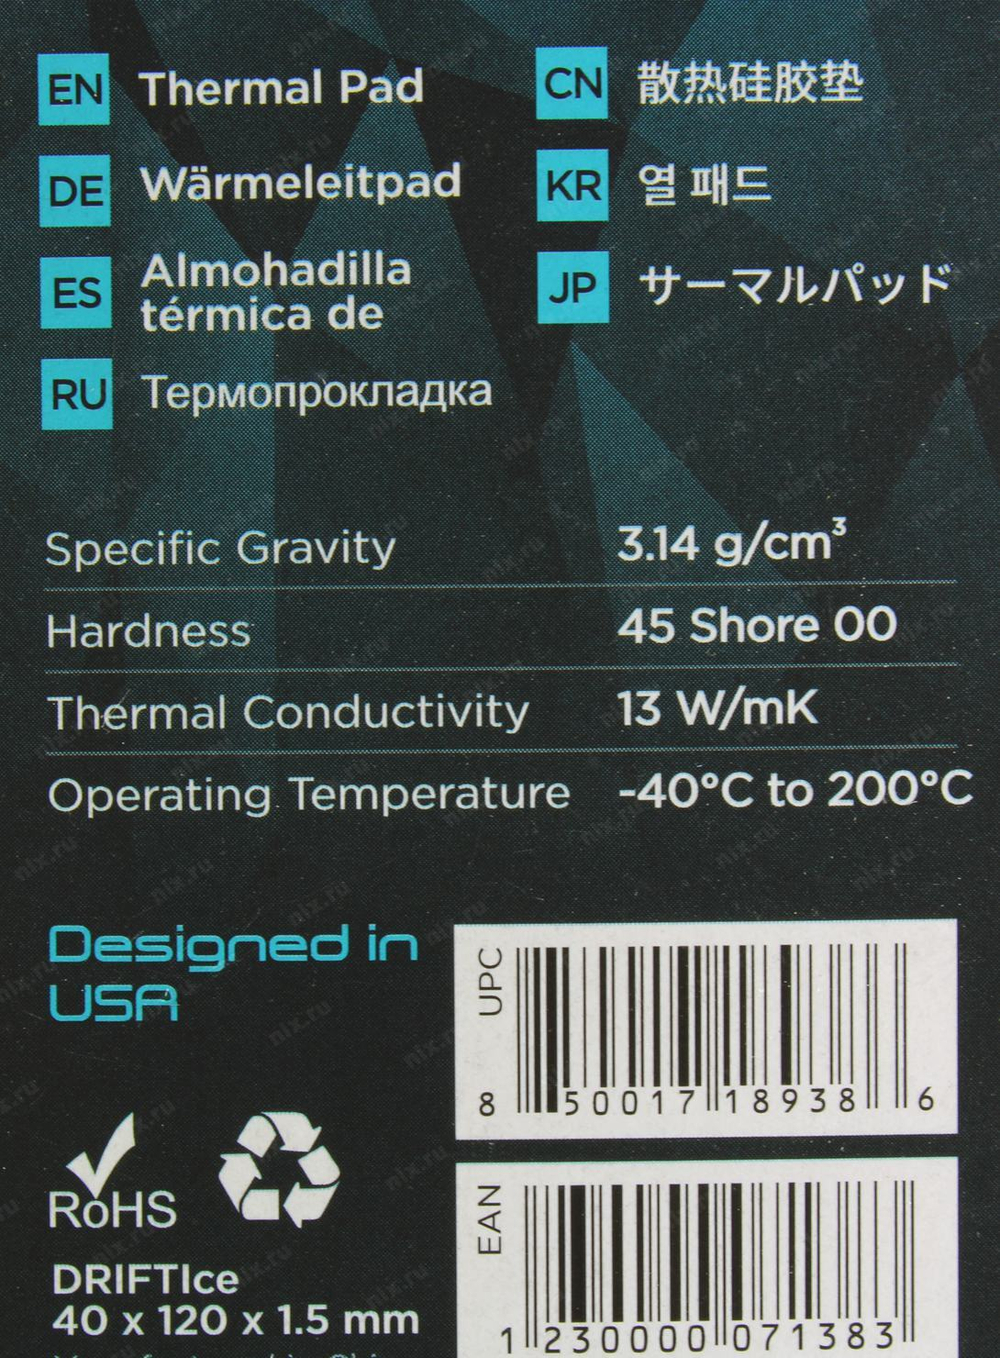 EN Thermal Pad
DE Wärmeleitpad
ES Almohadilla
térmica de
RU Термопрокладка
CN 散热硅胶垫
KR 열 패드
JP サーマルパッド
Specific Gravity 3.14 g/cm³
Hardness 45 Shore 00
Thermal Conductivity 13 W/mK
Operating Temperature -40°C to 200°C
Designed in
USA
UPC
8 50017 18938 6
RoHS
DRIFTIce
40 x 120 x 1.5 mm
EAN
1 230000 071383
nix.ru